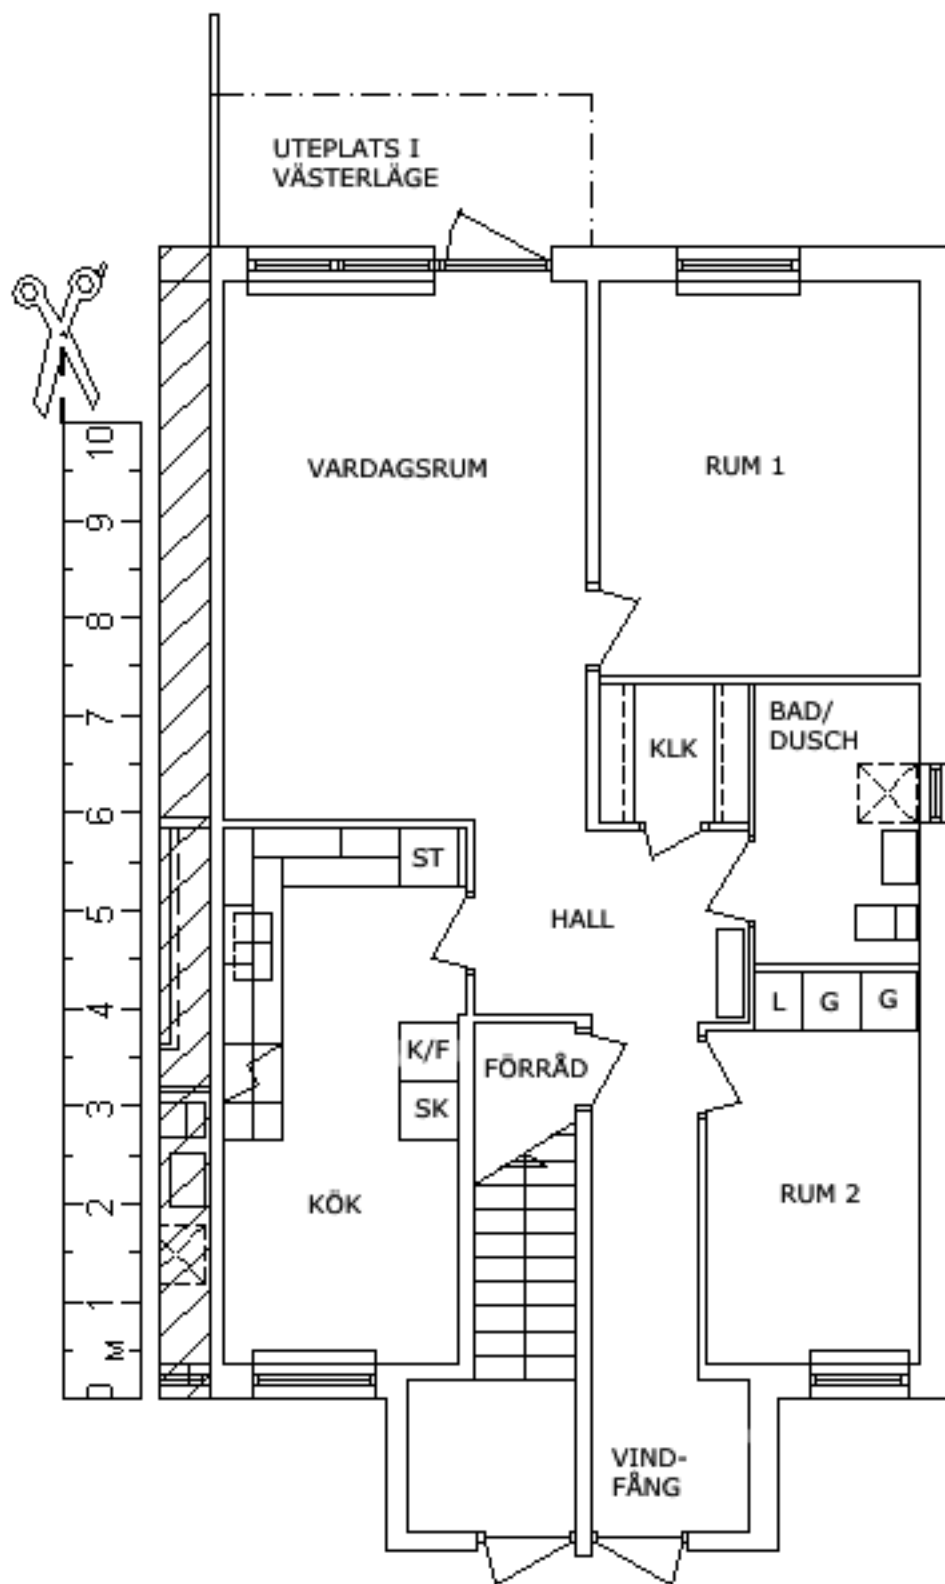 UTEPLATS I
VÄSTERLÄGE
VARDAGSRUM
RUM 1
10
9
8
7
6
5
4
3
2
1
M
0
KLK
BAD/
DUSCH
ST
HALL
L
G
G
K/F
SK
FÖRRÅD
KÖK
RUM 2
VIND-
FÅNG